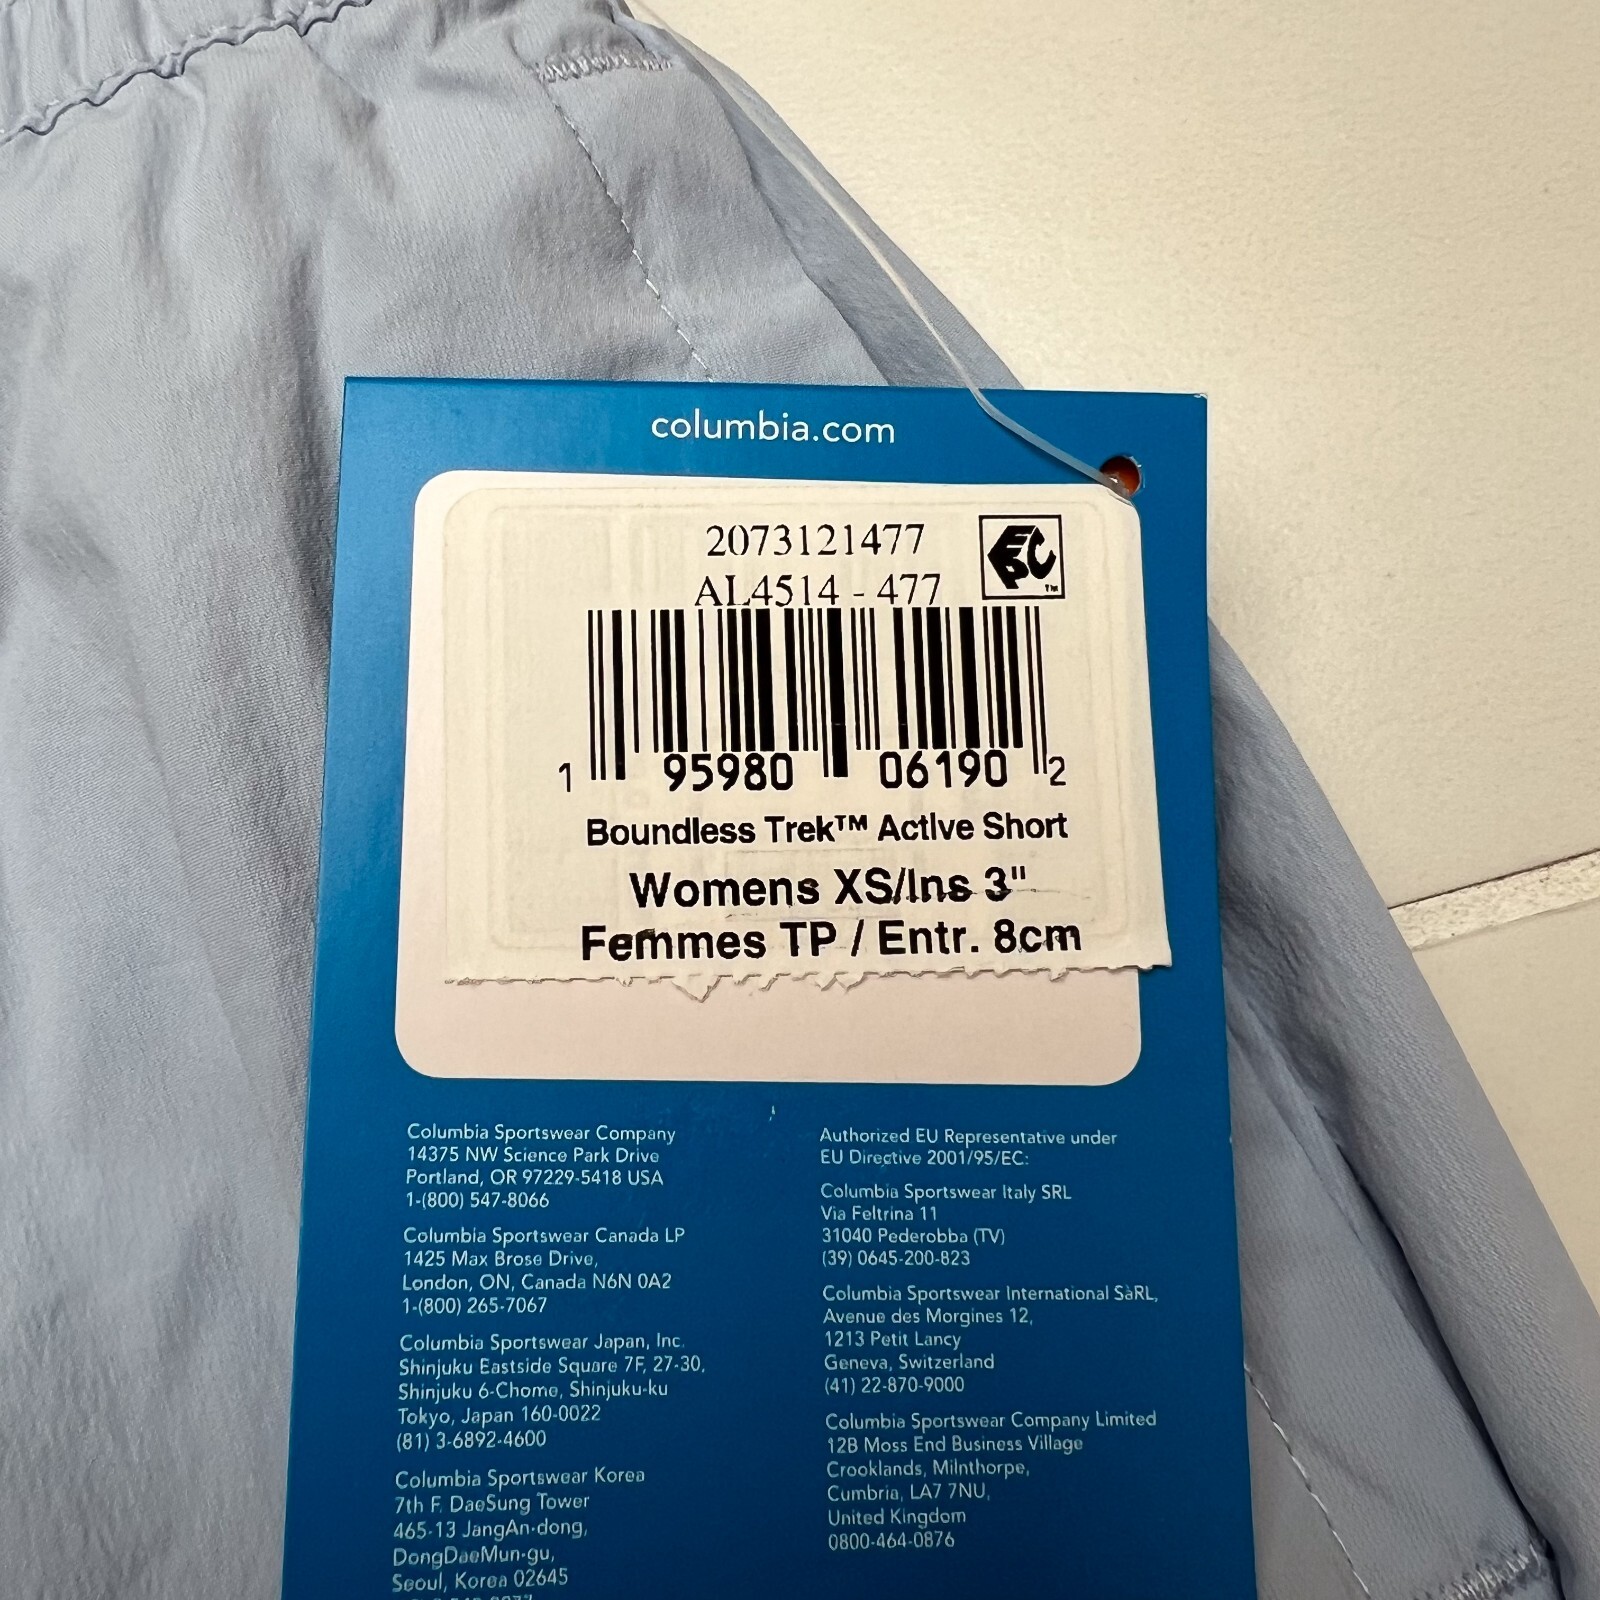 columbia.com
2073121477
EPC™
AL4514 - 477
1 95980 06190 2
Boundless Trek™ Active Short
Womens XS/Ins 3"
Femmes TP / Entr. 8cm
Columbia Sportswear Company
14375 NW Science Park Drive
Portland, OR 97229-5418 USA
1-(800) 547-8066
Columbia Sportswear Canada LP
1425 Max Brose Drive,
London, ON, Canada N6N 0A2
1-(800) 265-7067
Columbia Sportswear Japan, Inc.
Shinjuku Eastside Square 7F, 27-30,
Shinjuku 6-Chome, Shinjuku-ku
Tokyo, Japan 160-0022
(81) 3-6892-4600
Columbia Sportswear Korea
7th F. DaeSung Tower
465-13 JangAn-dong,
DongDaeMun-gu,
Seoul, Korea 02645
Authorized EU Representative under
EU Directive 2001/95/EC:
Columbia Sportswear Italy SRL
Via Feltrina 11
31040 Pederobba (TV)
(39) 0645-200-823
Columbia Sportswear International SàRL,
Avenue des Morgines 12,
1213 Petit Lancy
Geneva, Switzerland
(41) 22-870-9000
Columbia Sportswear Company Limited
12B Moss End Business Village
Crooklands, Milnthorpe,
Cumbria, LA7 7NU,
United Kingdom
0800-464-0876